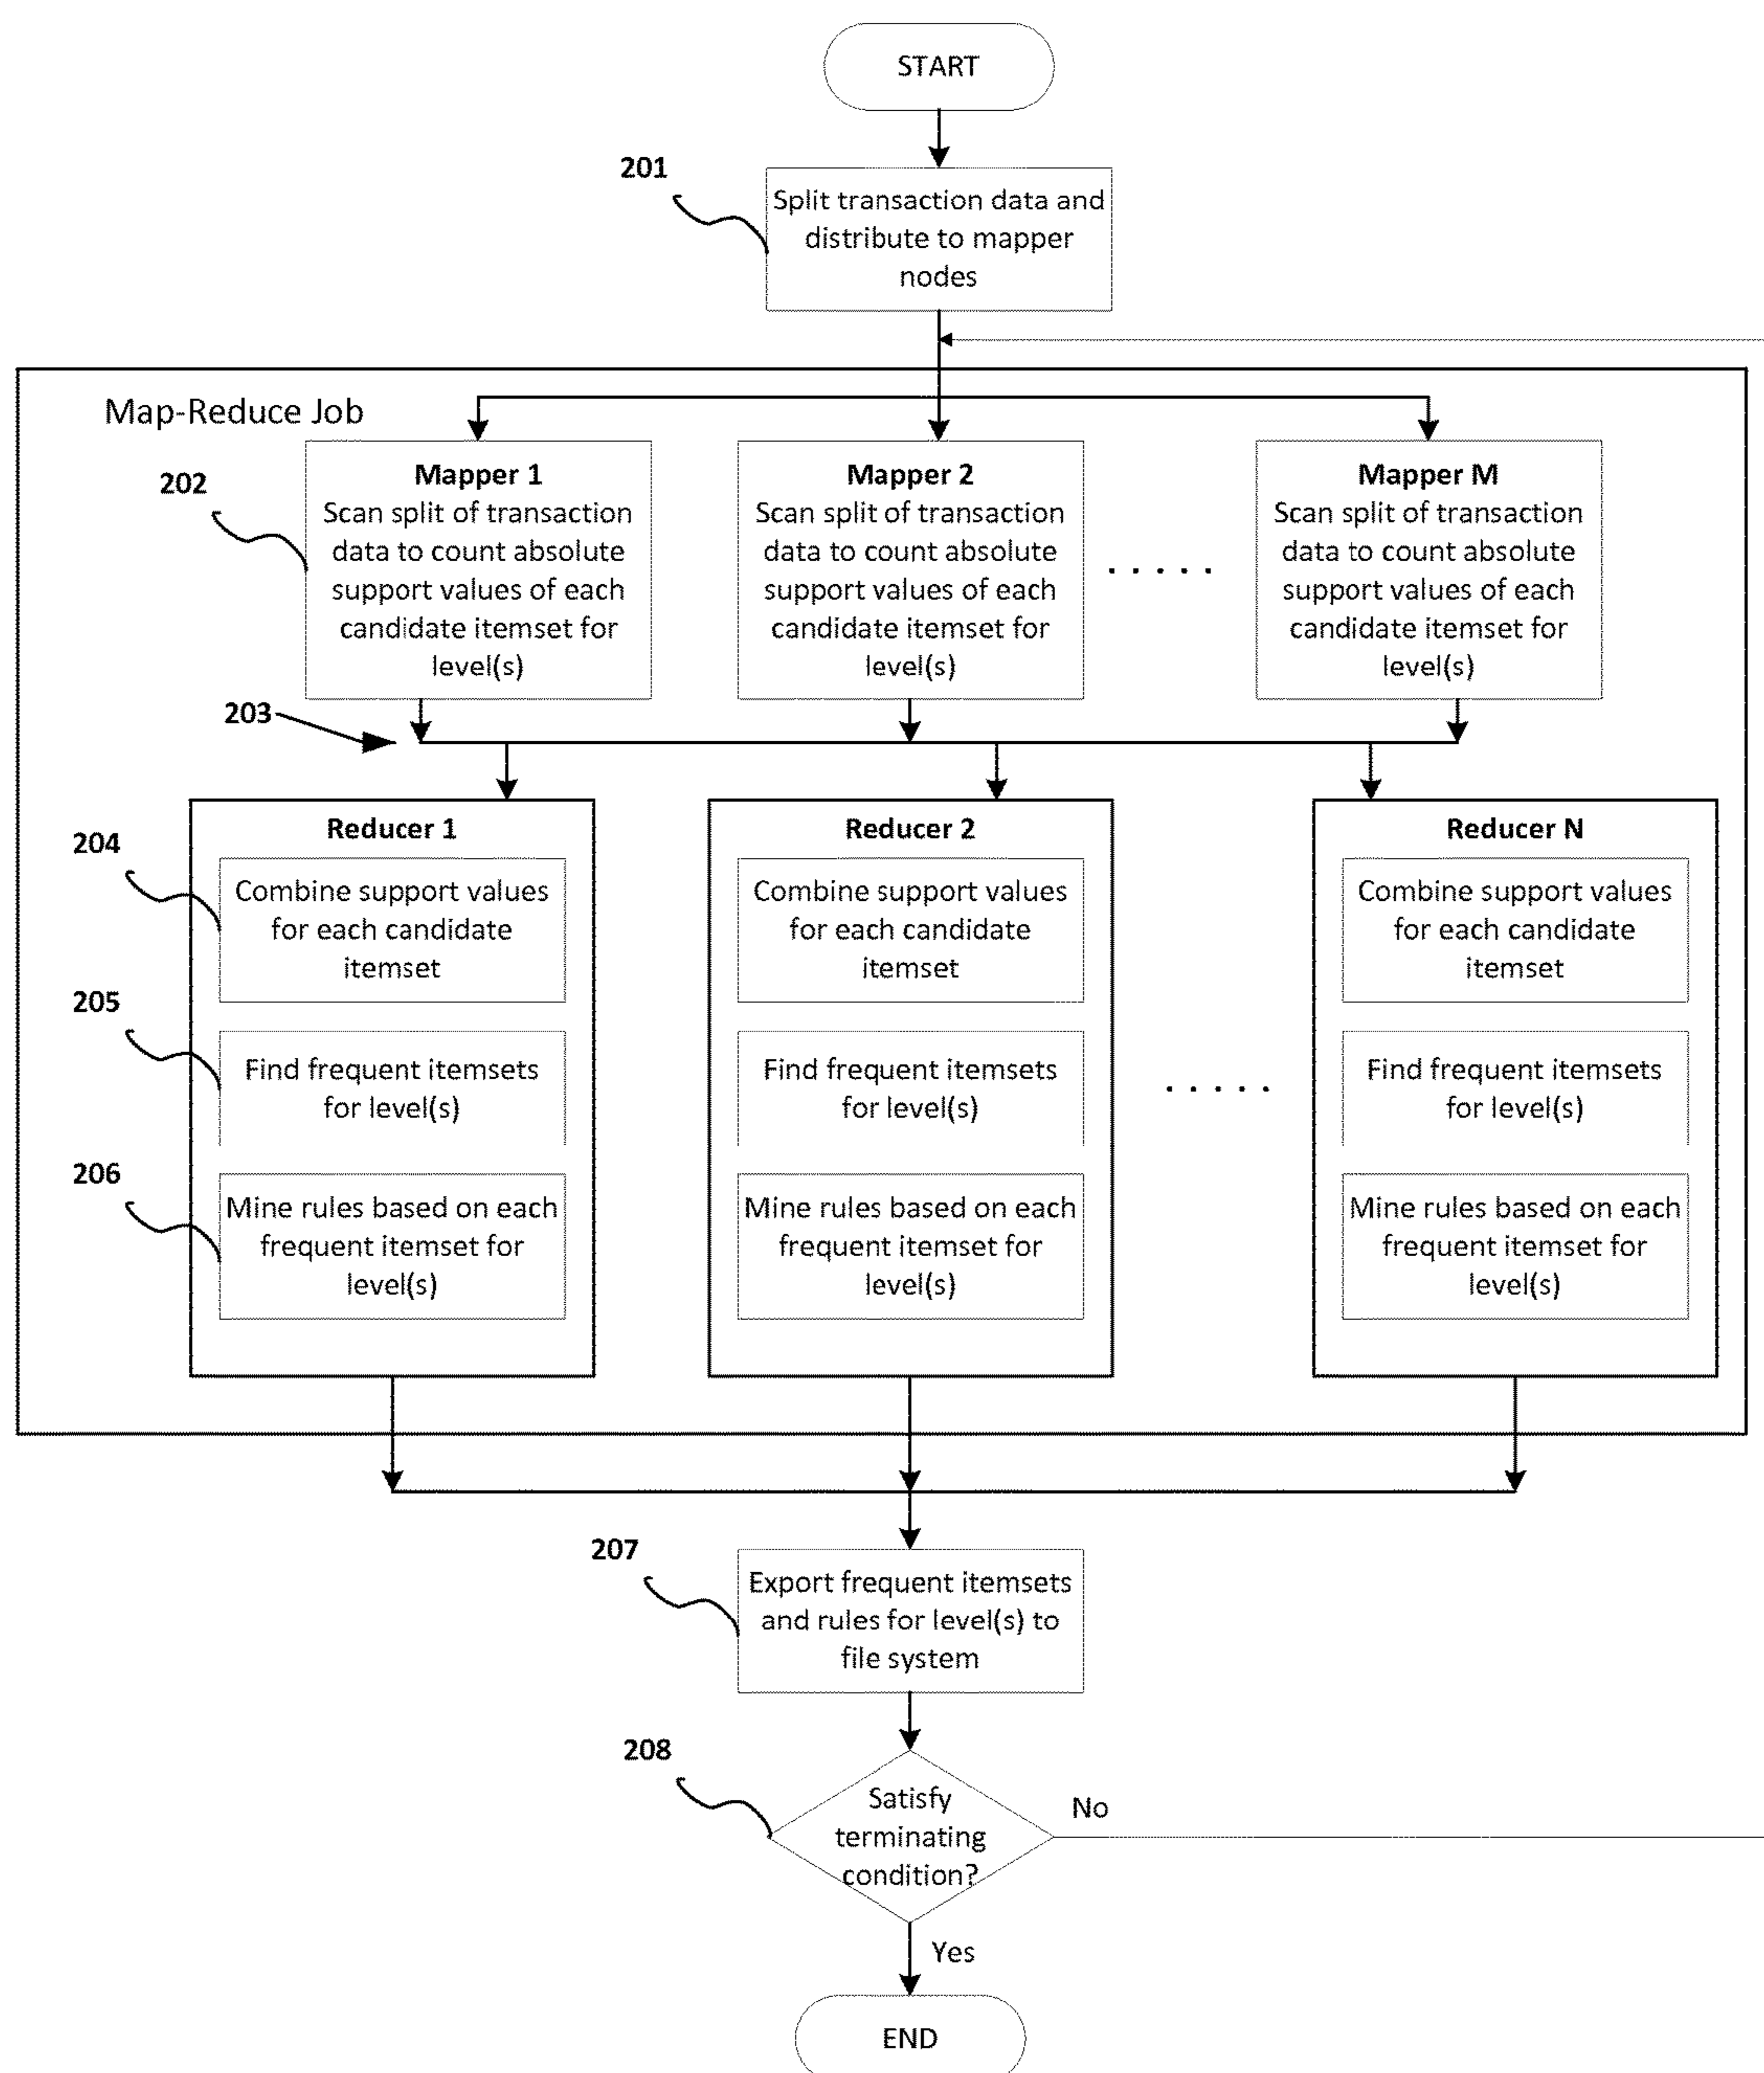 START
201
Split transaction data and
distribute to mapper
nodes
Map-Reduce Job
202
Mapper 1
Scan split of transaction
data to count absolute
support values of each
candidate itemset for
level(s)
Mapper 2
Scan split of transaction
data to count absolute
support values of each
candidate itemset for
level(s)
. . . . .
Mapper M
Scan split of transaction
data to count absolute
support values of each
candidate itemset for
level(s)
203
Reducer 1
204
Combine support values
for each candidate
itemset
205
Find frequent itemsets
for level(s)
206
Mine rules based on each
frequent itemset for
level(s)
Reducer 2
Combine support values
for each candidate
itemset
Find frequent itemsets
for level(s)
Mine rules based on each
frequent itemset for
level(s)
. . . . .
Reducer N
Combine support values
for each candidate
itemset
Find frequent itemsets
for level(s)
Mine rules based on each
frequent itemset for
level(s)
207
Export frequent itemsets
and rules for level(s) to
file system
208
Satisfy
terminating
condition?
No
Yes
END